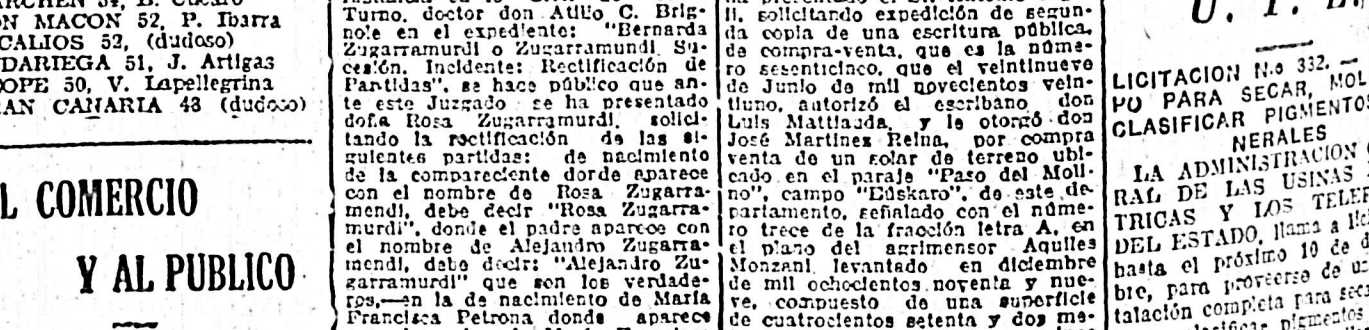 N MACON 52, P. Ibarra
CALIOS 52, (dudoso)
DARIEGA 51, J. Artigas
OPE 50, V. Lapellegrina
AN CANARIA 43 (dudoso)
L COMERCIO
Y AL PUBLICO
Turno, doctor don Atilio C. Brig-
nole en el expediente: "Bernarda
Zugarramurdi o Zugarramundi. Su-
cesión. Incidente: Rectificación de
Partidas". se hace público que an-
te este Juzgado se ha presentado
doña Rosa Zugarramurdi, solici-
tando la rectificación de las si-
guientes partidas: de nacimiento
de la compareciente dorde aparece
con el nombre de Rosa Zugarra-
mendi, debe decir "Rosa Zugarra-
murdi", donde el padre aparece con
el nombre de Alejandro Zugarra-
mendi, debe decir: "Alejandro Zu-
garramurdi" que son los verdade-
ros,—en la de nacimiento de María
Francisca Petrona donde aparece
li, solicitando expedición de segun-
da copia de una escritura pública,
de compra-venta, que es la núme-
ro sesenticinco, que el veintinueve
de Junio de mil novecientos vein-
tiuno, autorizó el escribano don
Luis Mattiauda, y le otorgó don
José Martines Reina, por compra
venta de un solar de terreno ubi-
cado en el paraje "Paso del Moli-
no", campo "Eúskaro", de este de-
partamento, señalado con el núme-
ro trece de la fracción letra A, en
el plano del agrimensor Aquiles
Monzani levantado en diciembre
de mil ochocientos noventa y nue-
ve, compuesto de una superficie
de cuatrocientos setenta y dos me-
LICITACION N.o 332. —
PO PARA SECAR, MOL
CLASIFICAR PIGMENTOS
NERALES
LA ADMINISTRACION
RAL DE LAS USINAS
TRICAS Y LOS TELE
DEL ESTADO, llama a lic
hasta el próximo 10 de d
bre, para proveerse de u
talación completa para sec
pigmentos